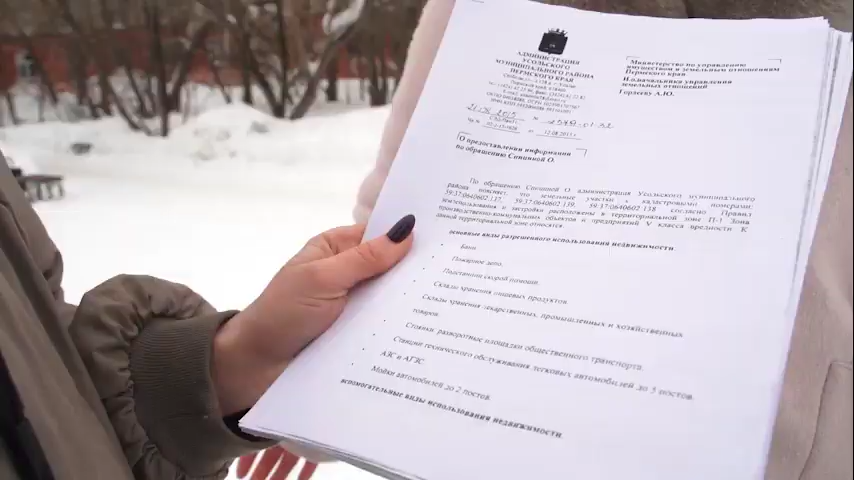 АДМИНИСТРАЦИЯ
УСОЛЬСКОГО
МУНИЦИПАЛЬНОГО РАЙОНА
ПЕРМСКОГО КРАЯ
Министерство по управлению
имуществом и земельным отношениям
Пермского края
И.о.начальника управления
земельных отношений
Горлееву А.Ю.
О предоставлении информации
по обращению Спициной О.
По обращению Спициной О администрация Усольского муниципального
района поясняет, что земельные участки с кадастровыми номерами:
59:37:0640602:137, 59:37:0640602:139, 59:37:0640602:138 согласно Правил
землепользования и застройки расположены в территориальной зоне П-1 Зона
производственно-коммунальных объектов и предприятий V класса вредности К
данной территориальной зоне относятся.
основные виды разрешенного использования недвижимости
Бани
Пожарное депо.
Подстанции скорой помощи.
Склады хранения пищевых продуктов.
Склады хранения лекарственных, промышленных и хозяйственных
товаров.
Стоянки, разворотные площадки общественного транспорта.
Станции технического обслуживания легковых автомобилей до 5 постов.
АЗС и АГЗС
Мойки автомобилей до 2 постов.
вспомогательные виды использования недвижимости